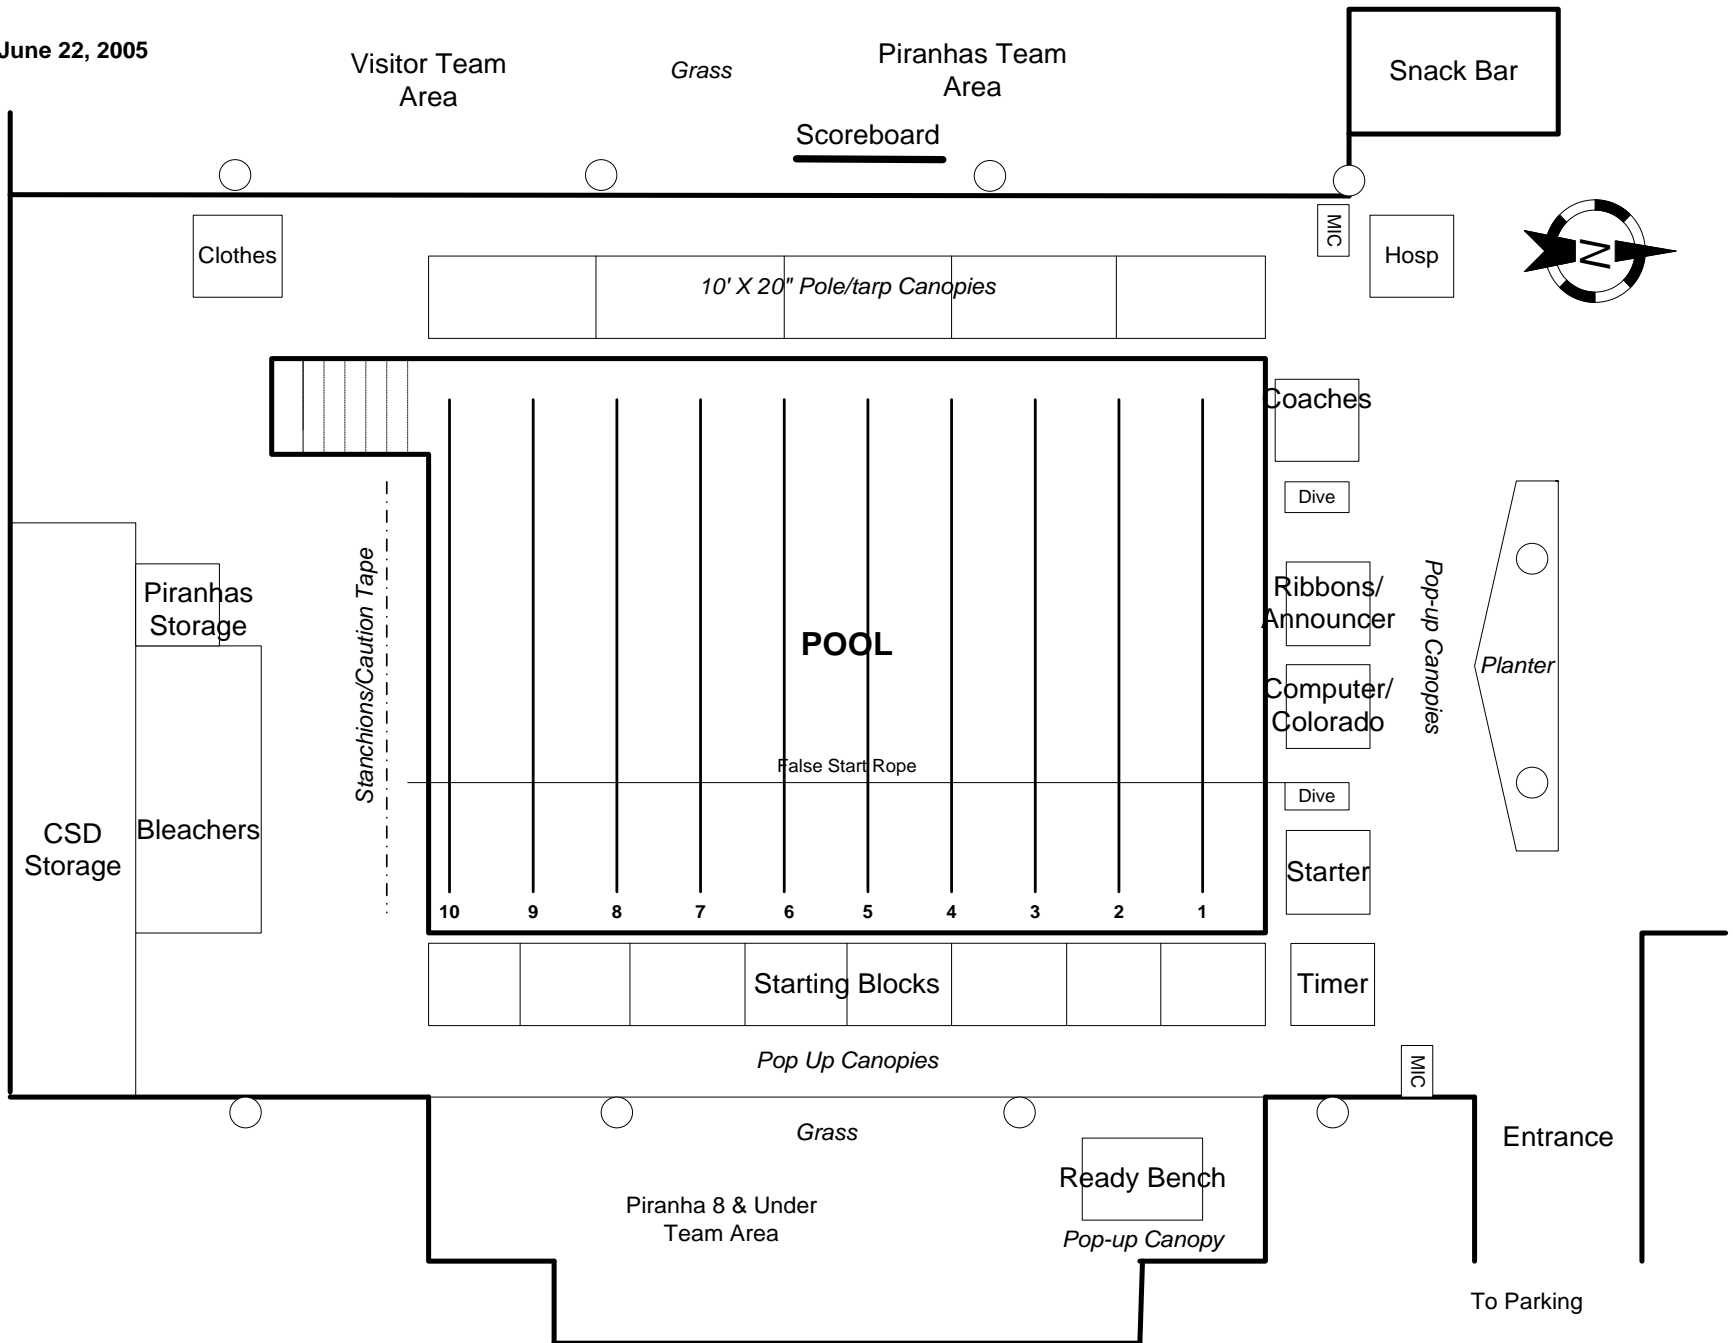 June 22, 2005
Visitor Team
Area
Grass
Piranhas Team
Area
Snack Bar
Scoreboard
Clothes
MIC
Hosp
N
10' X 20" Pole/tarp Canopies
Coaches
Dive
Piranhas
Storage
Stanchions/Caution Tape
POOL
Ribbons/
Announcer
Pop-up Canopies
Planter
Computer/
Colorado
False Start Rope
Dive
CSD
Storage
Bleachers
Starter
10 9 8 7 6 5 4 3 2 1
Starting Blocks
Timer
Pop Up Canopies
MIC
Grass
Entrance
Ready Bench
Piranha 8 & Under
Team Area
Pop-up Canopy
To Parking